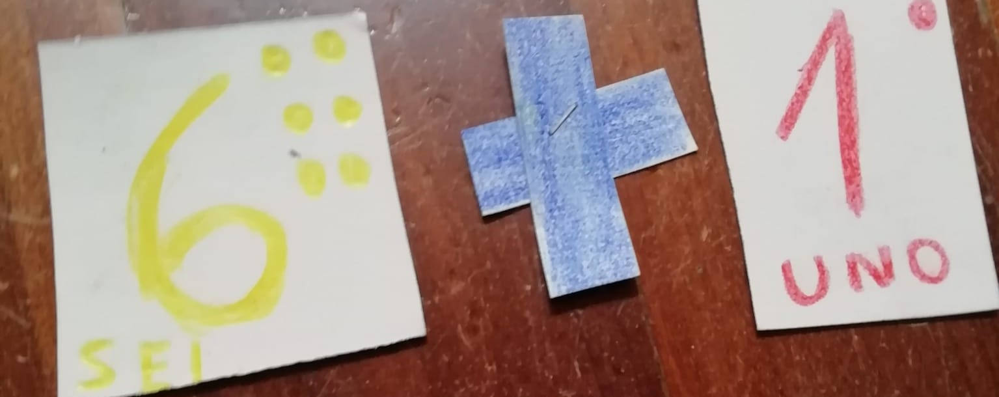 6 + 1
SEI
UNO